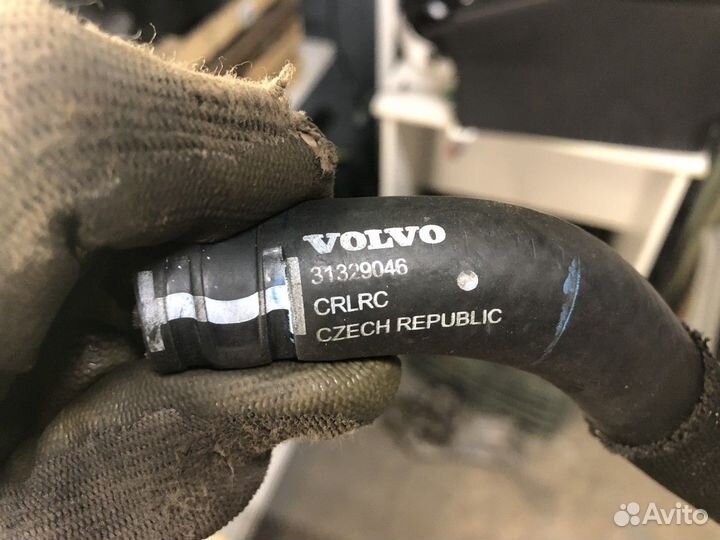 VOLVO
31329046
CRLRC
CZECH REPUBLIC
Avito